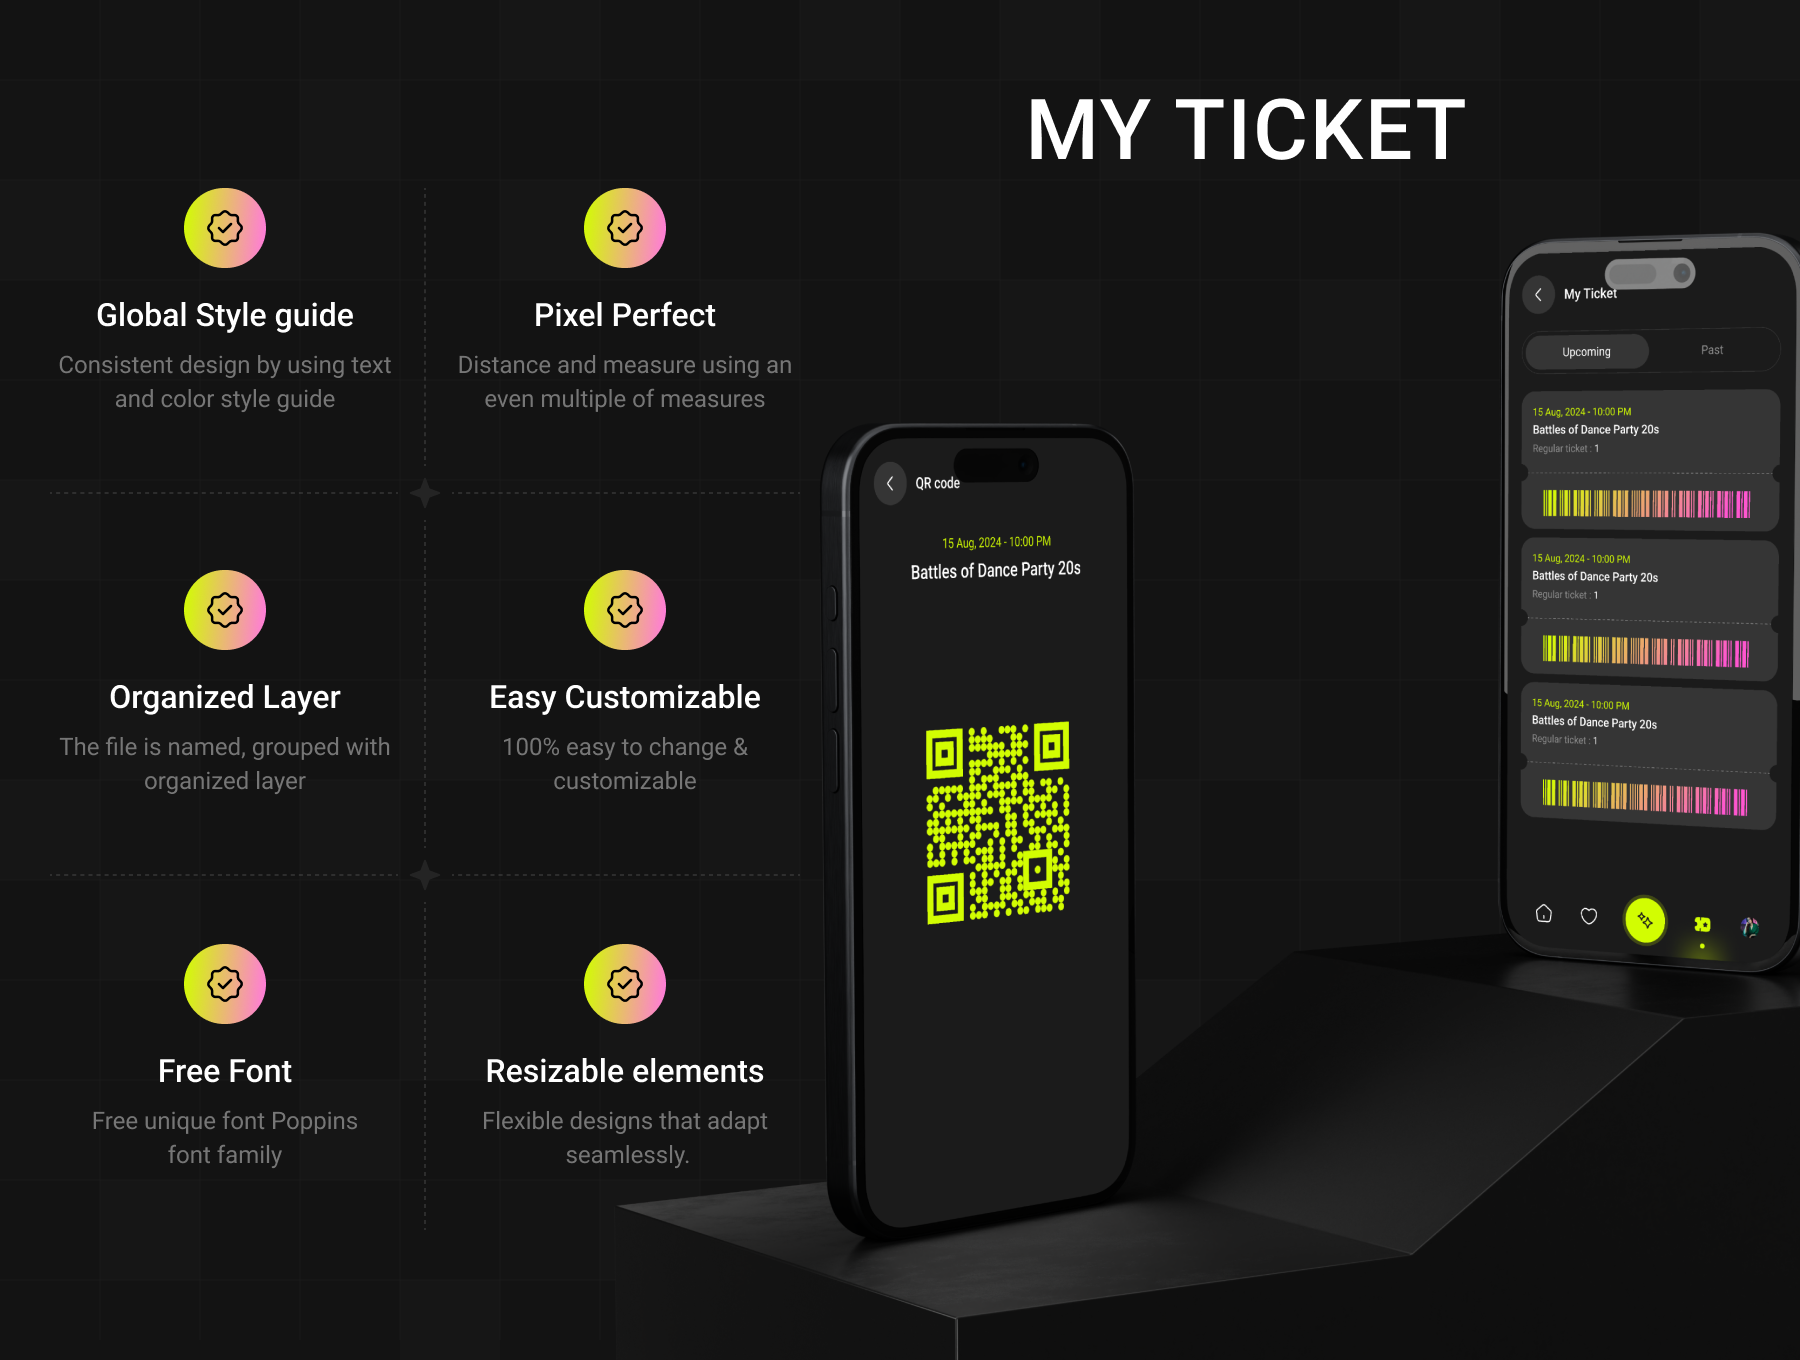 MY TICKET
Global Style guide
Consistent design by using text
and color style guide
Pixel Perfect
Distance and measure using an
even multiple of measures
Organized Layer
The file is named, grouped with
organized layer
Easy Customizable
100% easy to change &
customizable
Free Font
Free unique font Poppins
font family
Resizable elements
Flexible designs that adapt
seamlessly.
QR code
15 Aug, 2024 - 10:00 PM
Battles of Dance Party 20s
My Ticket
Upcoming
Past
15 Aug, 2024 - 10:00 PM
Battles of Dance Party 20s
Regular ticket : 1
15 Aug, 2024 - 10:00 PM
Battles of Dance Party 20s
Regular ticket : 1
15 Aug, 2024 - 10:00 PM
Battles of Dance Party 20s
Regular ticket : 1